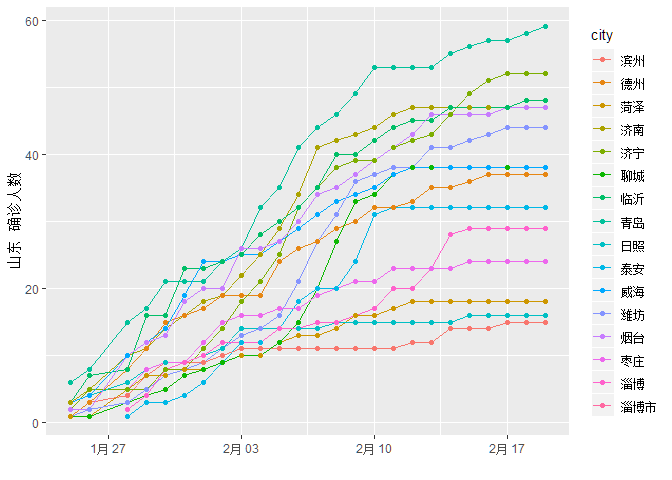 60
40
20
0
山东 确诊人数
1月 27
2月 03
2月 10
2月 17
city
滨州
德州
菏泽
济南
济宁
聊城
临沂
青岛
日照
泰安
威海
潍坊
烟台
枣庄
淄博
淄博市